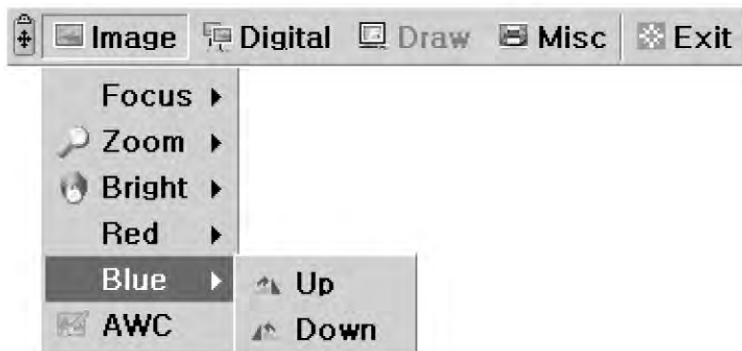 Image Digital Draw Misc Exit
Focus
Zoom
Bright
Red
Blue
Up
AWC
Down